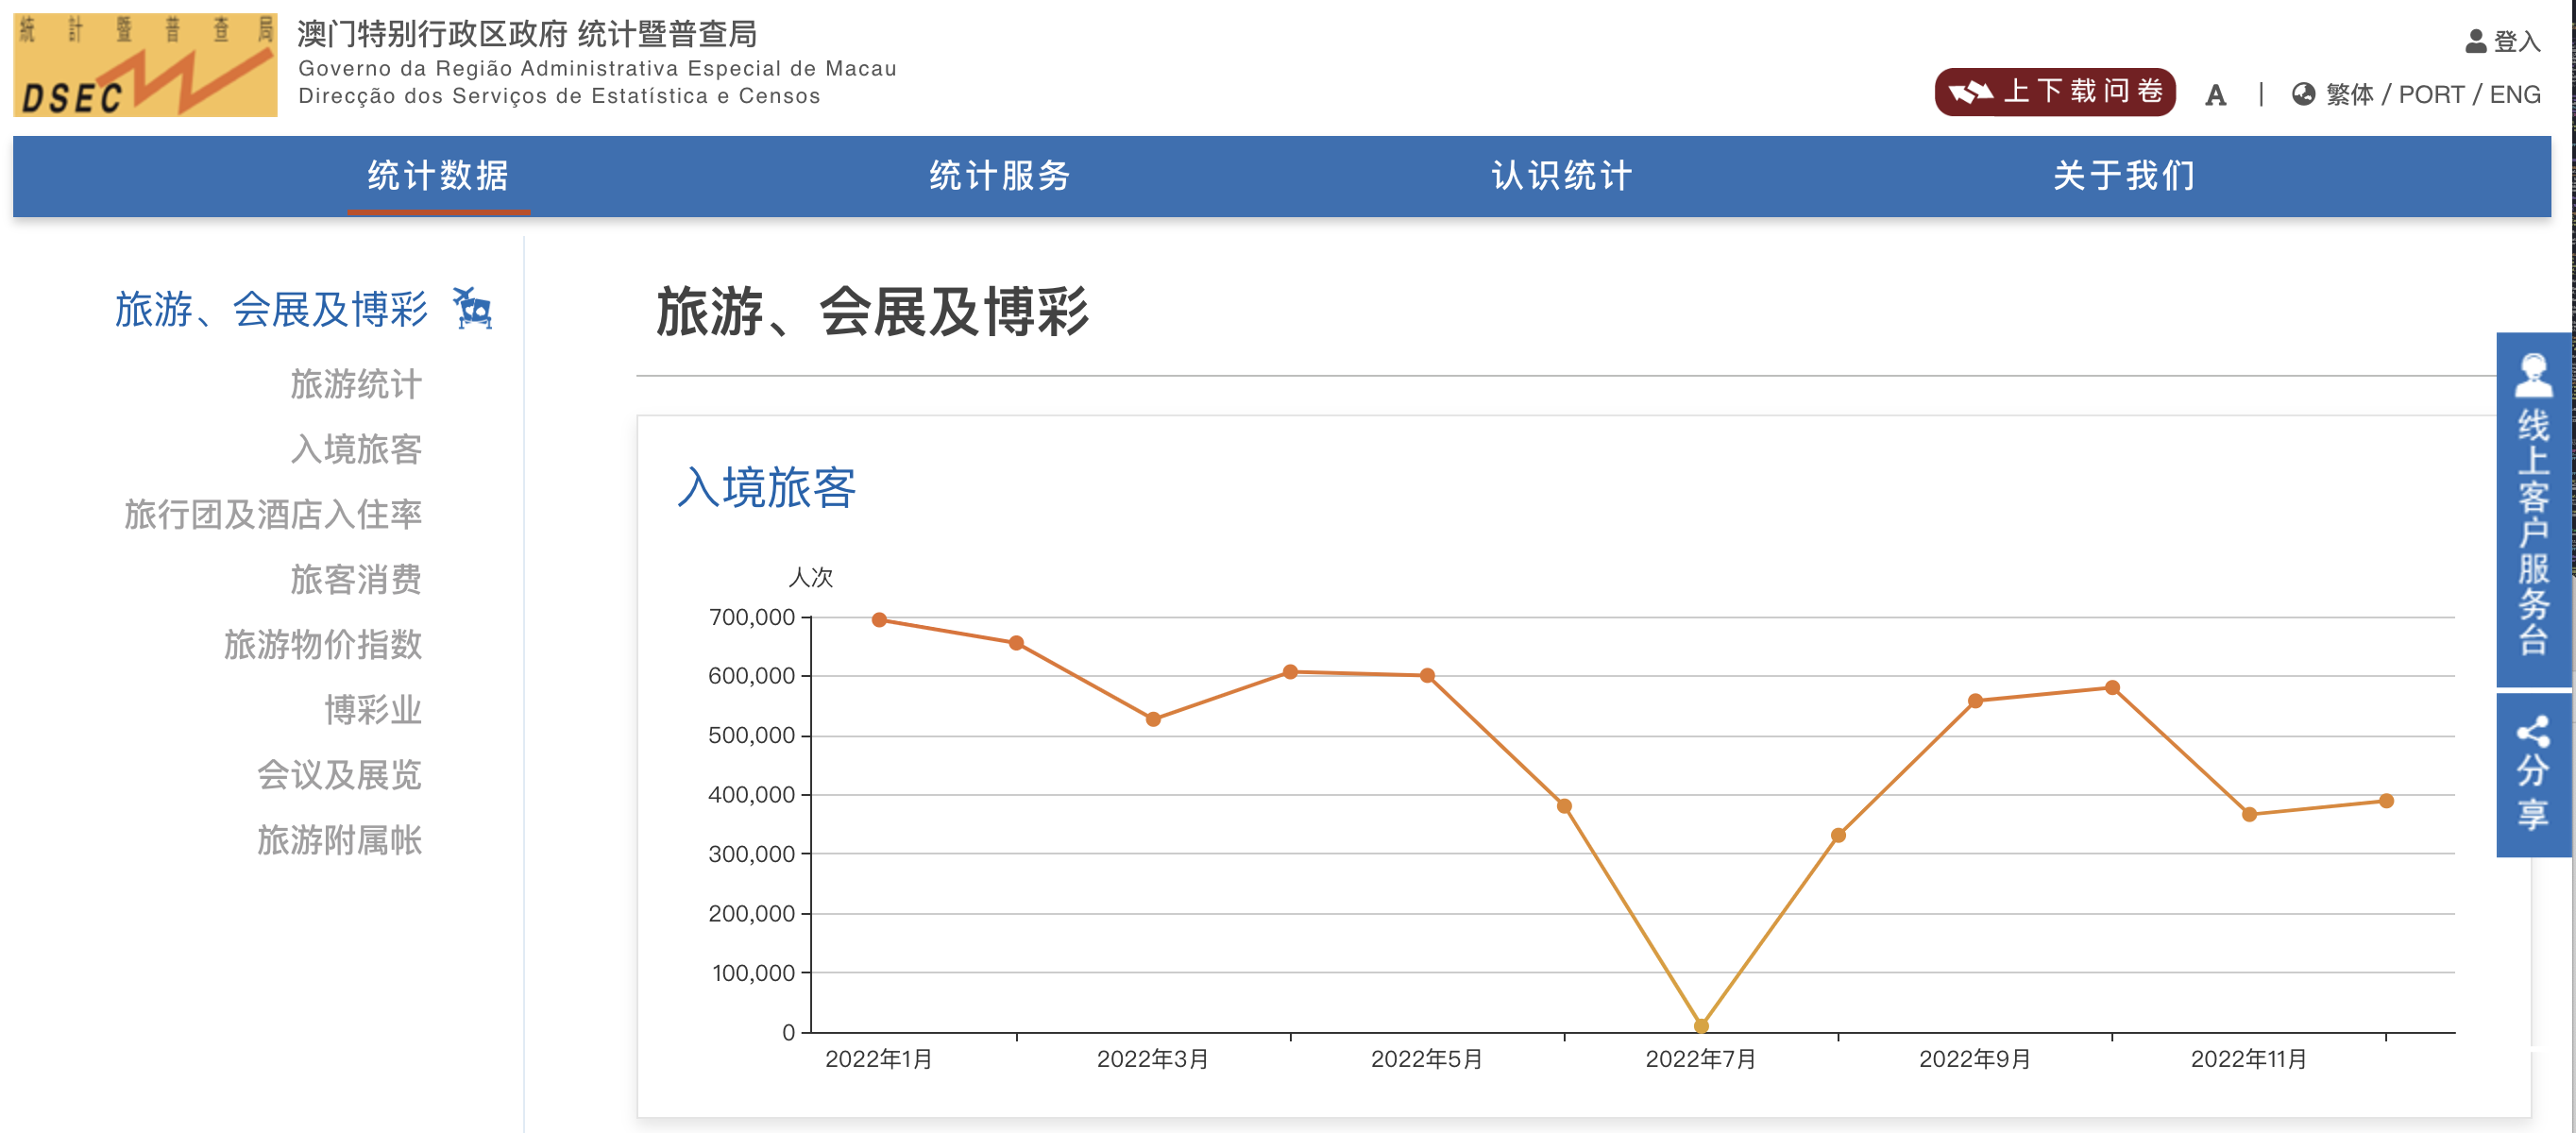 統計暨普查局
DSEC
澳门特别行政区政府 统计暨普查局
Governo da Região Administrativa Especial de Macau
Direcção dos Serviços de Estatística e Censos
登入
上下载问卷
A | 繁体 / PORT / ENG
统计数据 统计服务 认识统计 关于我们
旅游、会展及博彩
旅游统计
入境旅客
旅行团及酒店入住率
旅客消费
旅游物价指数
博彩业
会议及展览
旅游附属帐
旅游、会展及博彩
入境旅客
人次
700,000
600,000
500,000
400,000
300,000
200,000
100,000
0
2022年1月 2022年3月 2022年5月 2022年7月 2022年9月 2022年11月
线上客户服务台
分享